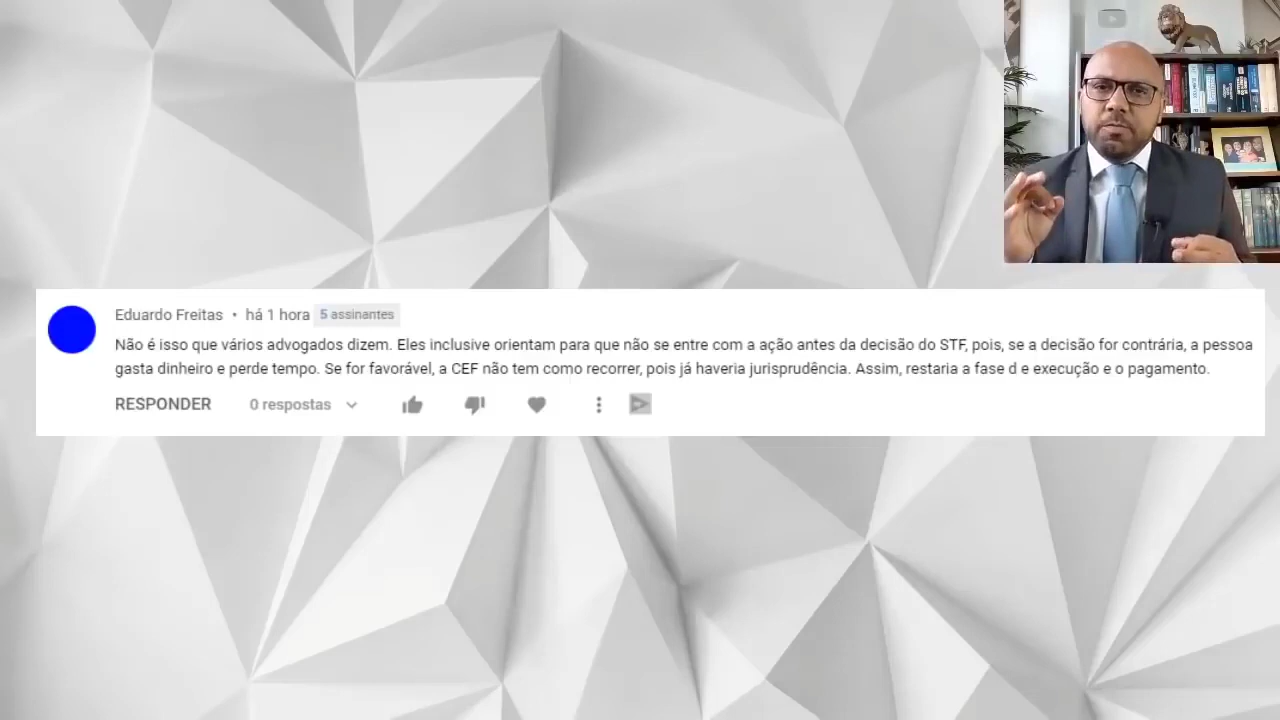 Eduardo Freitas • há 1 hora 5 assinantes
Não é isso que vários advogados dizem. Eles inclusive orientam para que não se entre com a ação antes da decisão do STF, pois, se a decisão for contrária, a pessoa
gasta dinheiro e perde tempo. Se for favorável, a CEF não tem como recorrer, pois já haveria jurisprudência. Assim, restaria a fase d e execução e o pagamento.
RESPONDER 0 respostas